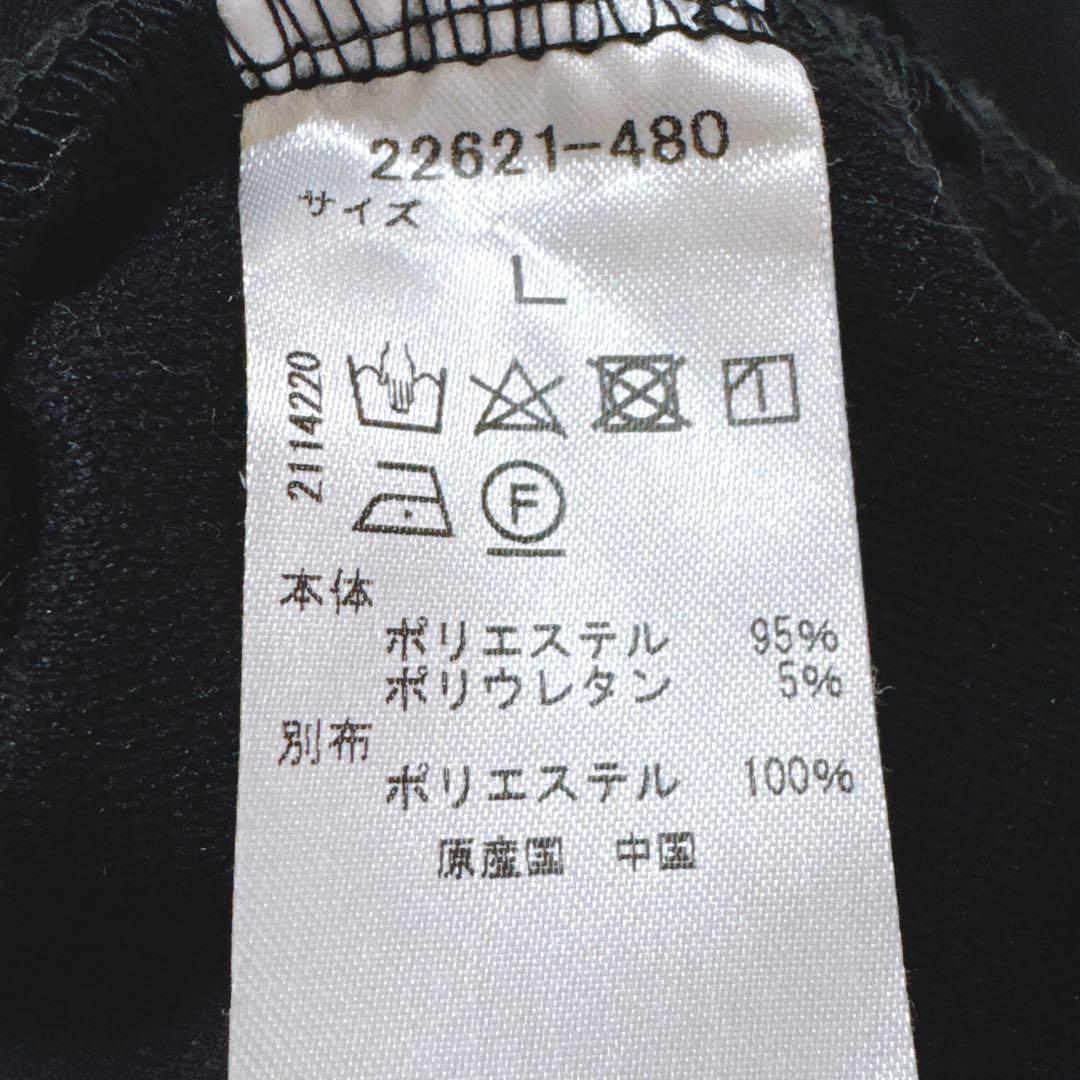 22621-480
サイズ
L
2114220
F
本体
ポリエステル 95%
ポリウレタン 5%
別布
ポリエステル 100%
原産国 中国